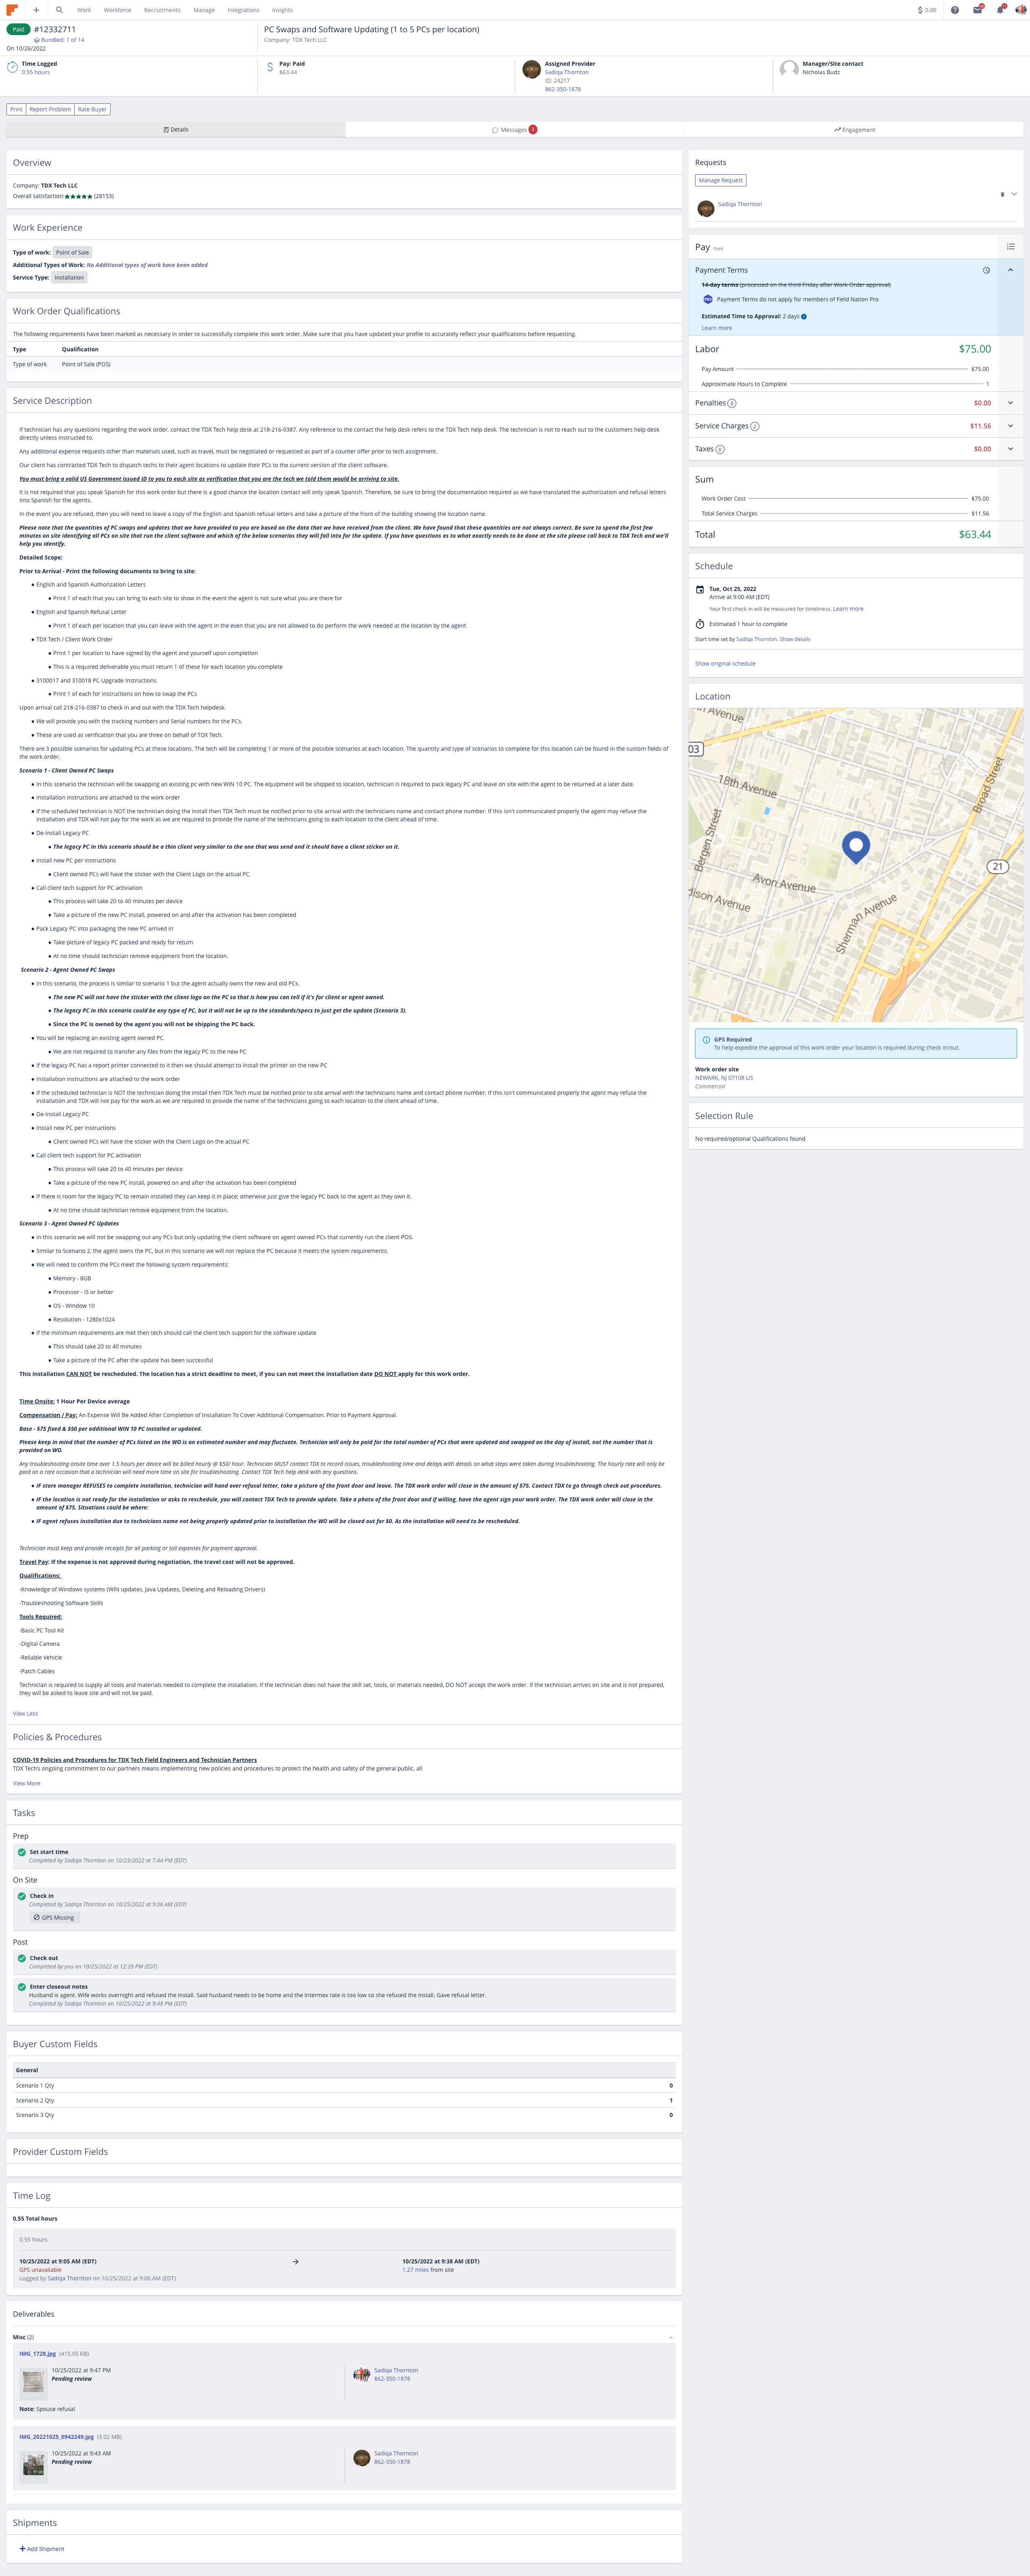 Work Workforce Recruitments Manage Integrations Insights
$ 0.00
Paid #12332711
Bundled: 1 of 14
On 10/26/2022
PC Swaps and Software Updating (1 to 5 PCs per location)
Company: TDX Tech LLC
Time Logged
0.55 hours
Pay: Paid
$63.44
Assigned Provider
Sadiqa Thornton
ID: 24217
862-350-1878
Manager/Site contact
Nicholas Budz
Print Report Problem Rate Buyer
Details
Messages
Engagement
Overview
Company: TDX Tech LLC
Overall satisfaction: ★★★★★ (28153)
Work Experience
Type of work: Point of Sale
Additional Types of Work: No Additional types of work have been added
Service Type: Installation
Work Order Qualifications
The following requirements have been marked as necessary in order to successfully complete this work order. Make sure that you have updated your profile to accurately reflect your qualifications before requesting.
Type Qualification
Type of work Point of Sale (POS)
Service Description
If technician has any questions regarding the work order, contact the TDX Tech help desk at 218-216-0387. Any reference to the contact the help desk refers to the TDX Tech help desk. The technician is not to reach out to the customers help desk
directly unless instructed to.
Any additional expense requests other than materials used, such as travel, must be negotiated or requested as part of a counter offer prior to tech assignment.
Our client has contracted TDX Tech to dispatch techs to their agent locations to update their PCs to the current version of the client software.
You must bring a valid US Government issued ID to you to each site as verification that you are the tech we told them would be arriving to site.
It is not required that you speak Spanish for this work order but there is a good chance the location contact will only speak Spanish. Therefore, be sure to bring the documentation required as we have translated the authorization and refusal letters
into Spanish for the agents.
In the event you are refused, then you will need to leave a copy of the English and Spanish refusal letters and take a picture of the front of the building showing the location name.
Please note that the quantities of PC swaps and updates that we have provided to you are based on the data that we have received from the client. We have found that these quantities are not always correct. Be sure to spend the first few
minutes on site identifying all PCs on site that run the client software and which of the below scenarios they will fall into for the update. If you have questions as to what exactly needs to be done at the site please call back to TDX Tech and we'll
help you identify.
Detailed Scope:
Prior to Arrival - Print the following documents to bring to site:
● English and Spanish Authorization Letters
● Print 1 of each that you can bring to each site to show in the event the agent is not sure what you are there for
● English and Spanish Refusal Letter
● Print 1 of each per location that you can leave with the agent in the even that you are not allowed to do perform the work needed at the location by the agent
● TDX Tech / Client Work Order
● Print 1 per location to have signed by the agent and yourself upon completion
● This is a required deliverable you must return 1 of these for each location you complete
● 3100017 and 310018 PC Upgrade Instructions
● Print 1 of each for instructions on how to swap the PCs
Upon arrival call 218-216-0387 to check in and out with the TDX Tech helpdesk.
● We will provide you with the tracking numbers and Serial numbers for the PCs.
● These are used as verification that you are three on behalf of TDX Tech.
There are 3 possible scenarios for updating PCs at these locations. The tech will be completing 1 or more of the possible scenarios at each location. The quantity and type of scenarios to complete for this location can be found in the custom fields of
the work order.
Scenario 1 - Client Owned PC Swaps
● In this scenario the technician will be swapping an existing pc with new WIN 10 PC. The equipment will be shipped to location, technician is required to pack legacy PC and leave on site with the agent to be returned at a later date.
● Installation instructions are attached to the work order
● If the scheduled technician is NOT the technician doing the install then TDX Tech must be notified prior to site arrival with the technicians name and contact phone number. If this isn't communicated properly the agent may refuse the
installation and TDX will not pay for the work as we are required to provide the name of the technicians going to each location to the client ahead of time.
● De-Install Legacy PC
● The legacy PC in this scenario should be a thin client very similar to the one that was send and it should have a client sticker on it.
● Install new PC per instructions
● Client owned PCs will have the sticker with the Client Logo on the actual PC
● Call client tech support for PC activiation
● This process will take 20 to 40 minutes per device
● Take a picture of the new PC install, powered on and after the activation has been completed
● Pack Legacy PC into packaging the new PC arrived in
● Take picture of legacy PC packed and ready for return
● At no time should technician remove equipment from the location.
Scenario 2 - Agent Owned PC Swaps
● In this scenario, the process is similar to scenario 1 but the agent actually owns the new and old PCs.
● The new PC will not have the sticker with the client logo on the PC so that is how you can tell if it's for client or agent owned.
● The legacy PC in this scenario could be any type of PC, but it will not be up to the standards/specs to just get the update (Scenario 3).
● Since the PC is owned by the agent you will not be shipping the PC back.
● You will be replacing an existing agent owned PC.
● We are not required to transfer any files from the legacy PC to the new PC
● If the legacy PC has a report printer connected to it then we should attempt to install the printer on the new PC
● Installation instructions are attached to the work order
● If the scheduled technician is NOT the technician doing the install then TDX Tech must be notified prior to site arrival with technicians name and contact phone number. If this isn't communicated properly the agent may refuse the
installation and TDX will not pay for the work as we are required to provide the name of the technicians going to each location to the client ahead of time.
● De-Install Legacy PC
● Install new PC per instructions
● Client owned PCs will have the sticker with the Client Logo on the actual PC
● Call client tech support for PC activation
● This process will take 20 to 40 minutes per device
● Take a picture of the new PC install, powered on and after the activation has been completed
● If there is room for the legacy PC to remain installed they can keep it in place; otherwise just give the legacy PC back to the agent as they own it.
● At no time should technician remove equipment from the location.
Scenario 3 - Agent Owned PC Updates
● In this scenario we will not be swapping out any PCs but only updating the client software on agent owned PCs that currently run the client POS.
● Similar to Scenario 2, the agent owns the PC, but in this scenario we will not replace the PC because it meets the system requirements.
● We will need to confirm the PCs meet the following system requirements:
● Memory - 8GB
● Processor - i5 or better
● OS - Window 10
● Resolution - 1280x1024
● If the minimum requirements are met then tech should call the client tech support for the software update
● This should take 20 to 40 minutes
● Take a picture of the PC after the update has been successful
This installation CAN NOT be rescheduled. The location has a strict deadline to meet, if you can not meet the installation date DO NOT apply for this work order.
Time Onsite: 1 Hour Per Device average
Compensation / Pay: An Expense Will Be Added After Completion of Installation To Cover Additional Compensation. Prior to Payment Approval.
Base - $75 fixed & $50 per additional WIN 10 PC installed or updated.
Please keep in mind that the number of PCs listed on the WO is an estimated number and may fluctuate. Technician will only be paid for the total number of PCs that were updated and swapped on the day of install, not the number that is
provided on WO.
Any troubleshooting onsite time over 1.5 hours per device will be billed hourly @ $50/ hour. Technician MUST contact TDX to record issues, troubleshooting time and delays with details on what steps were taken during troubleshooting. The hourly rate will only be
paid on a rare occasion that a technician will need more time on site for troubleshooting. Contact TDX Tech help desk with any questions.
● IF store manager REFUSES to complete installation, technician will hand over refusal letter, take a picture of the front door and leave. The TDX work order will close in the amount of $75. Contact TDX to go through check out procedures.
● IF the location is not ready for the installation or asks to reschedule, you will contact TDX Tech to provide update. Take a photo of the front door and if willing, have the agent sign your work order. The TDX work order will close in the
amount of $75. Situations could be where:
● IF agent refuses installation due to technicians name not being properly updated prior to installation the WO will be closed out for $0. As the installation will need to be rescheduled.
Technician must keep and provide receipts for all parking or toll expenses for payment approval.
Travel Pay: If the expense is not approved during negotiation, the travel cost will not be approved.
Qualifications:
-Knowledge of Windows systems (WIN updates, Java Updates, Deleting and Reloading Drivers)
-Troubleshooting Software Skills
Tools Required:
-Basic PC Tool Kit
-Digital Camera
-Reliable Vehicle
-Patch Cables
Technician is required to supply all tools and materials needed to complete the installation. If the technician does not have the skill set, tools, or materials needed, DO NOT accept the work order. If the technician arrives on site and is not prepared,
they will be asked to leave site and will not be paid.
View Less
Policies & Procedures
COVID-19 Policies and Procedures for TDX Tech Field Engineers and Technician Partners
TDX Tech's ongoing commitment to our partners means implementing new policies and procedures to protect the health and safety of the general public, all
View More
Tasks
Prep
Set start time
Completed by Sadiqa Thornton on 10/23/2022 at 7:44 PM (EDT)
On Site
Check in
Completed by Sadiqa Thornton on 10/25/2022 at 9:06 AM (EDT)
GPS Missing
Post
Check out
Completed by you on 10/25/2022 at 12:39 PM (EDT)
Enter closeout notes
Husband is agent. Wife works overnight and refused the install. Said husband needs to be home and the intermex rate is too low so she refused the install. Gave refusal letter.
Completed by Sadiqa Thornton on 10/25/2022 at 9:48 PM (EDT)
Buyer Custom Fields
General
Scenario 1 Qty 0
Scenario 2 Qty 1
Scenario 3 Qty 0
Provider Custom Fields
Time Log
0.55 Total hours
0.55 hours
10/25/2022 at 9:05 AM (EDT) → 10/25/2022 at 9:38 AM (EDT)
GPS unavailable 1.27 miles from site
Logged by Sadiqa Thornton on 10/25/2022 at 9:06 AM (EDT)
Deliverables
Misc (2)
IMG_1728.jpg (415.05 KB)
10/25/2022 at 9:47 PM
Pending review
Sadiqa Thornton
862-350-1878
Note: Spouse refusal
IMG_20221025_0942249.jpg (3.02 MB)
10/25/2022 at 9:43 AM
Pending review
Sadiqa Thornton
862-350-1878
Shipments
+ Add Shipment
Requests
Manage Request
Sadiqa Thornton
Pay Fixed
Payment Terms
14-day terms (processed on the third Friday after Work Order approval)
PRO Payment Terms do not apply for members of Field Nation Pro
Estimated Time to Approval: 2 days
Learn more
Labor $75.00
Pay Amount $75.00
Approximate Hours to Complete 1
Penalties 0 $0.00
Service Charges 2 $11.56
Taxes 0 $0.00
Sum
Work Order Cost $75.00
Total Service Charges $11.56
Total $63.44
Schedule
Tue, Oct 25, 2022
Arrive at 9:00 AM (EDT)
Your first check in will be measured for timeliness. Learn more
Estimated 1 hour to complete
Start time set by Sadiqa Thornton. Show details
Show original schedule
Location
Avenue
03
18th Avenue
Broad Street
Bergen Street
21
Avon Avenue
dison Avenue
Sherman Avenue
GPS Required
To help expedite the approval of this work order your location is required during check in/out.
Work order site
NEWARK, NJ 07108 US
Commercial
Selection Rule
No required/optional Qualifications found